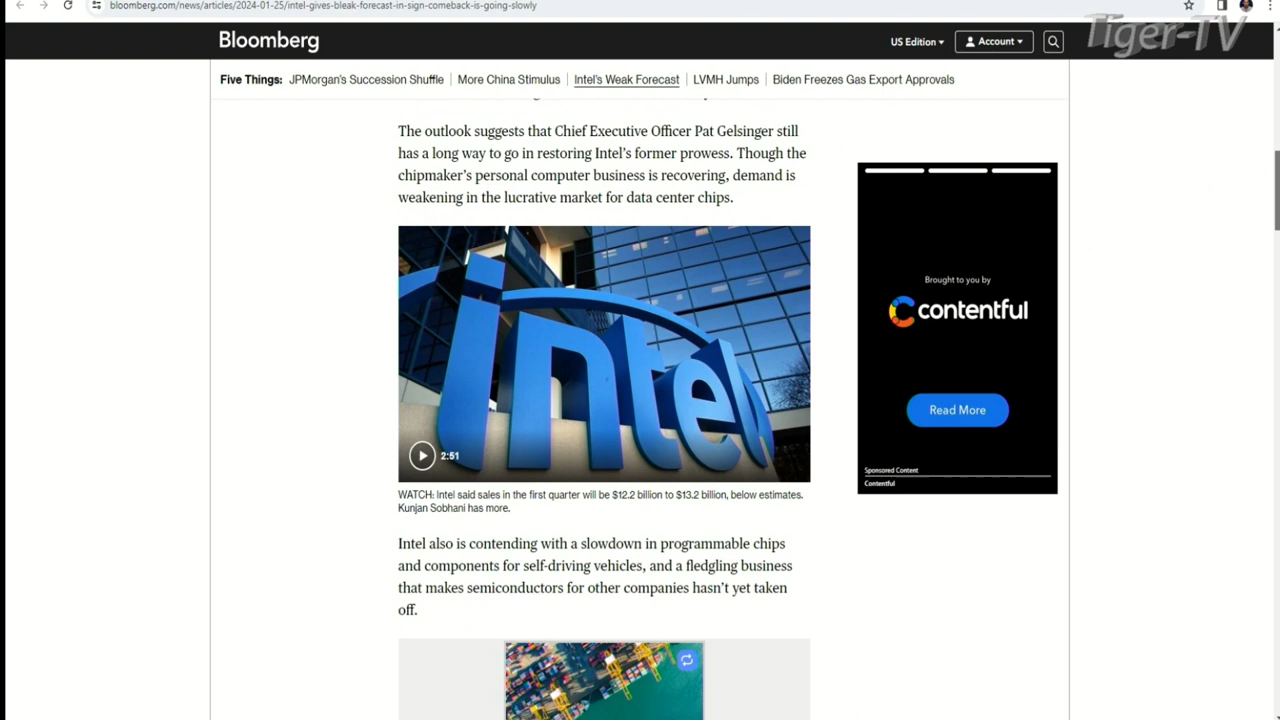 bloomberg.com/news/articles/2024-01-25/intel-gives-bleak-forecast-in-sign-comeback-is-going-slowly
Tiger-TV
Bloomberg
US Edition
Account
Five Things: JPMorgan's Succession Shuffle More China Stimulus Intel's Weak Forecast LVMH Jumps Biden Freezes Gas Export Approvals
The outlook suggests that Chief Executive Officer Pat Gelsinger still
has a long way to go in restoring Intel's former prowess. Though the
chipmaker's personal computer business is recovering, demand is
weakening in the lucrative market for data center chips.
intel
2:51
WATCH: Intel said sales in the first quarter will be $12.2 billion to $13.2 billion, below estimates.
Kunjan Sobhani has more.
Brought to you by
contentful
Read More
Sponsored Content
Contentful
Intel also is contending with a slowdown in programmable chips
and components for self-driving vehicles, and a fledgling business
that makes semiconductors for other companies hasn't yet taken
off.